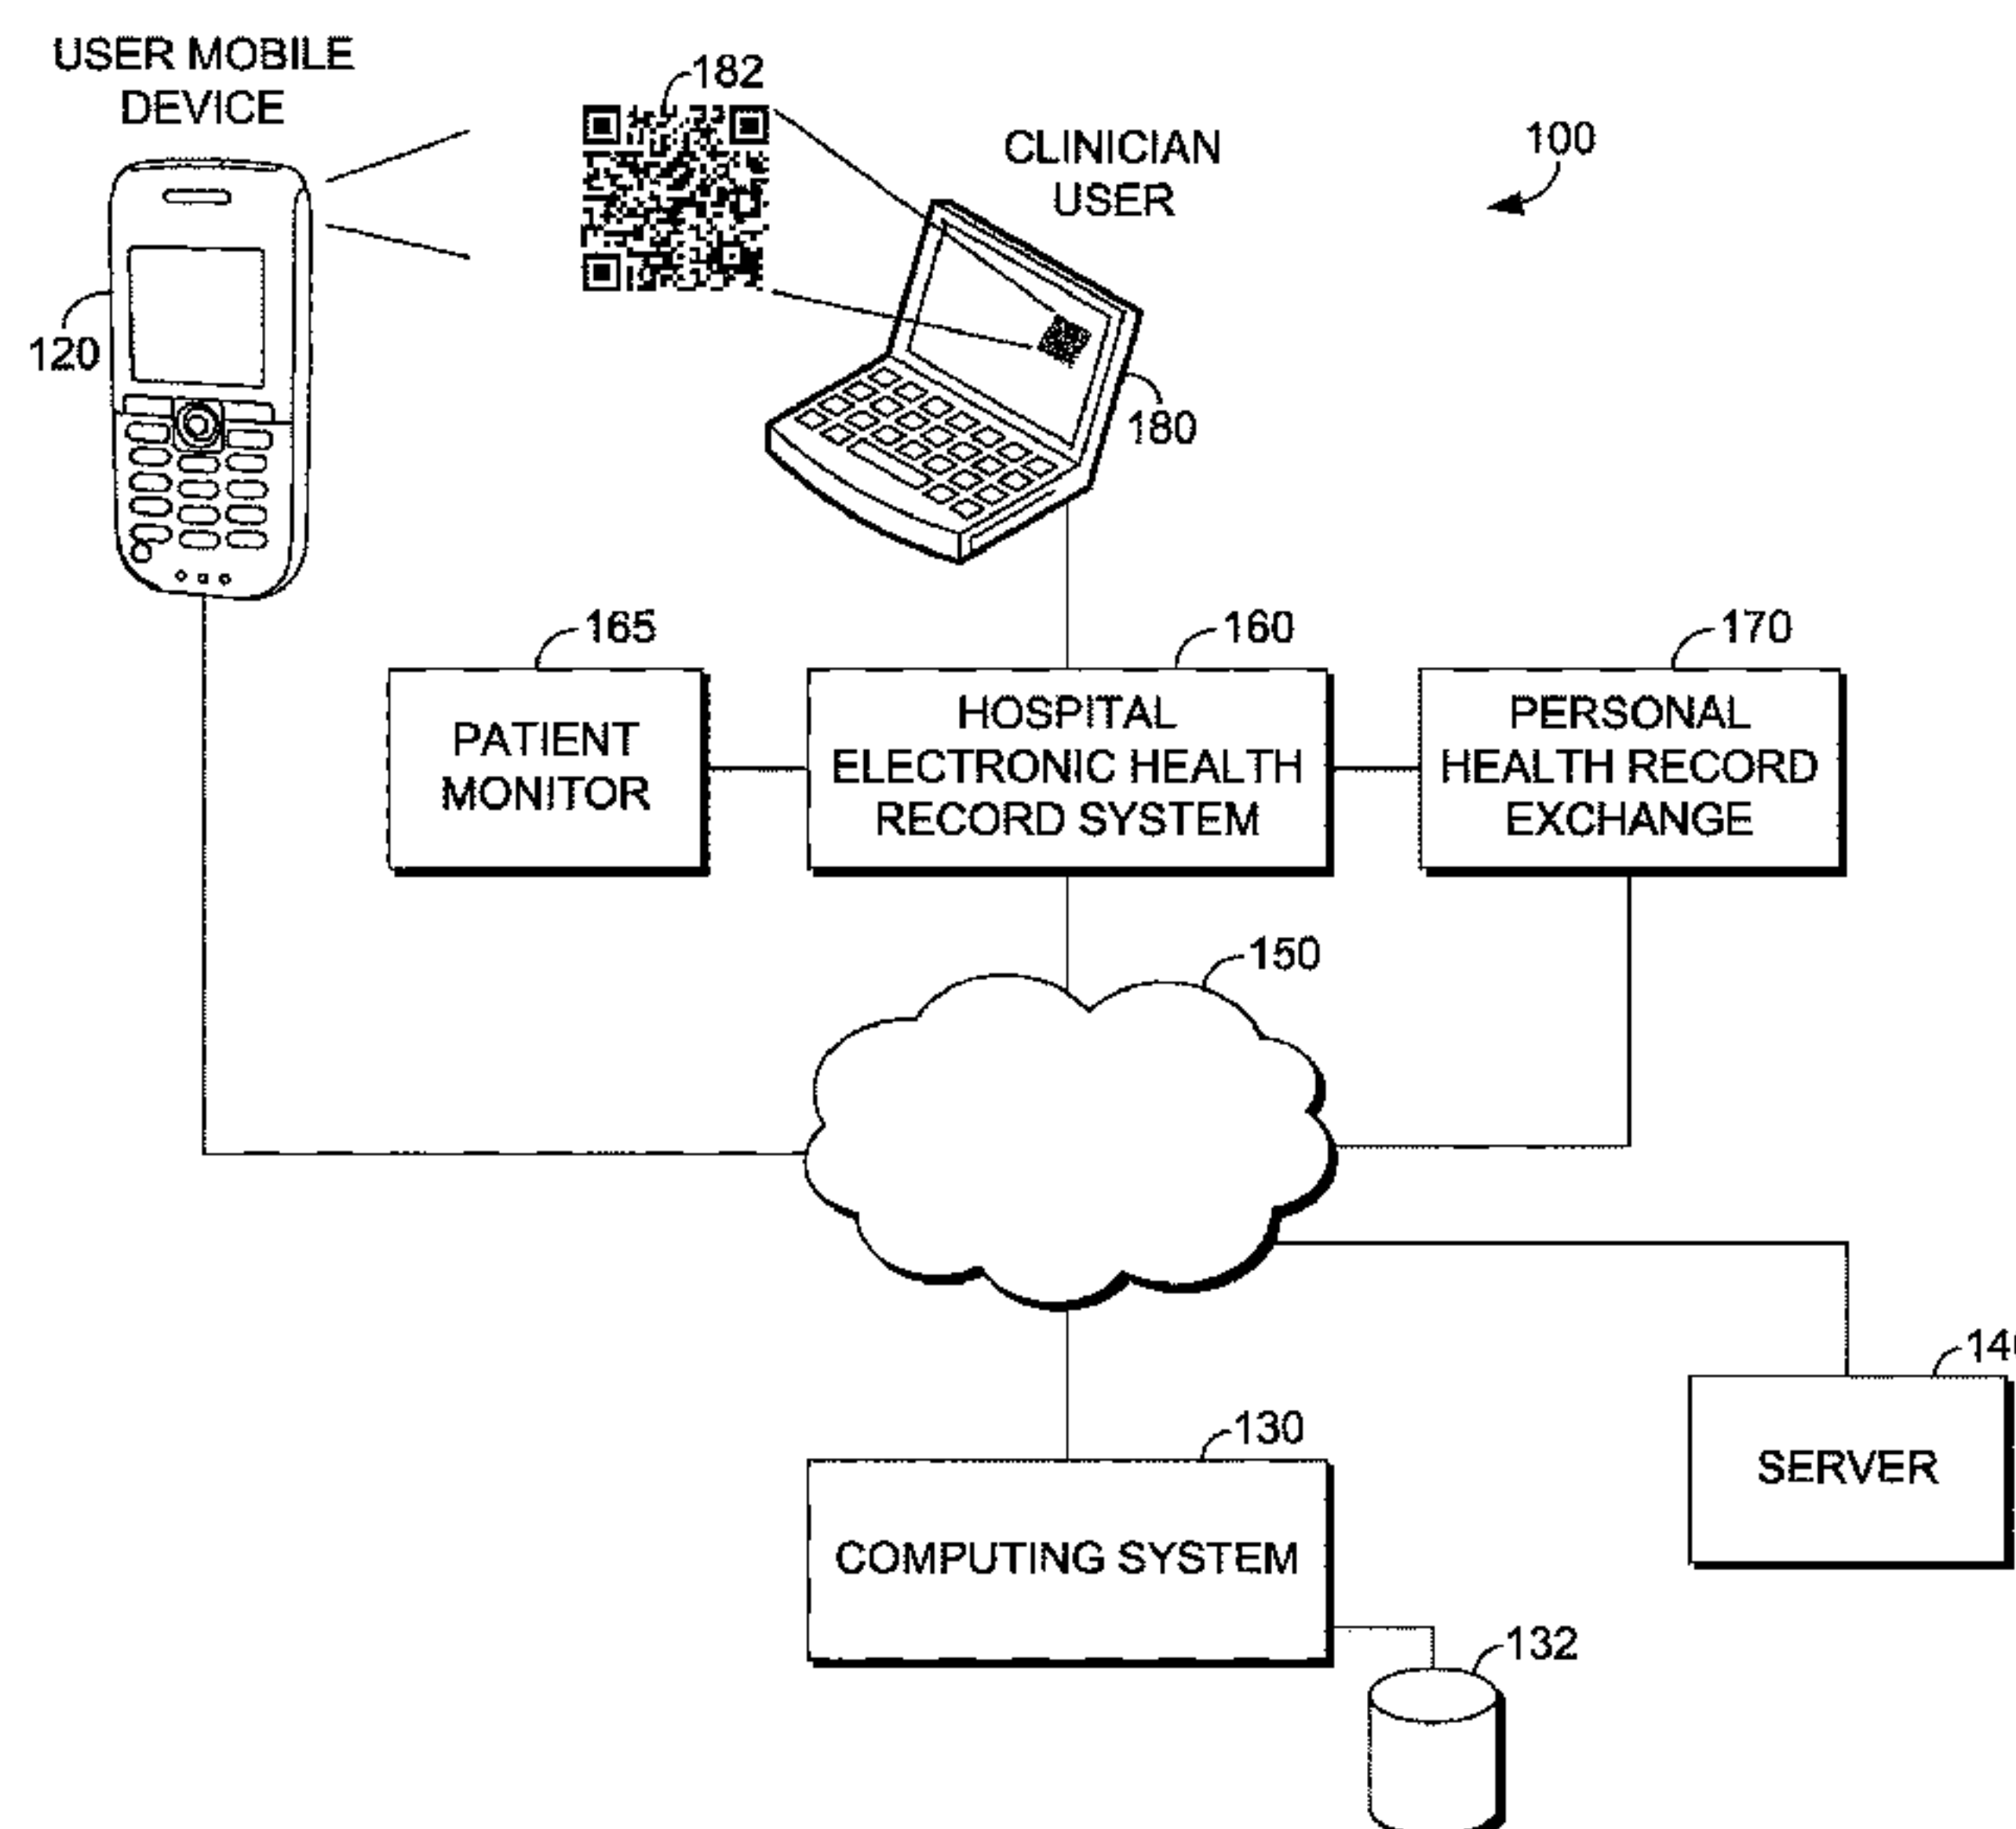 USER MOBILE
DEVICE
182
CLINICIAN
USER
100
120
180
165
160
170
PATIENT
MONITOR
HOSPITAL
ELECTRONIC HEALTH
RECORD SYSTEM
PERSONAL
HEALTH RECORD
EXCHANGE
150
130
COMPUTING SYSTEM
SERVER
132